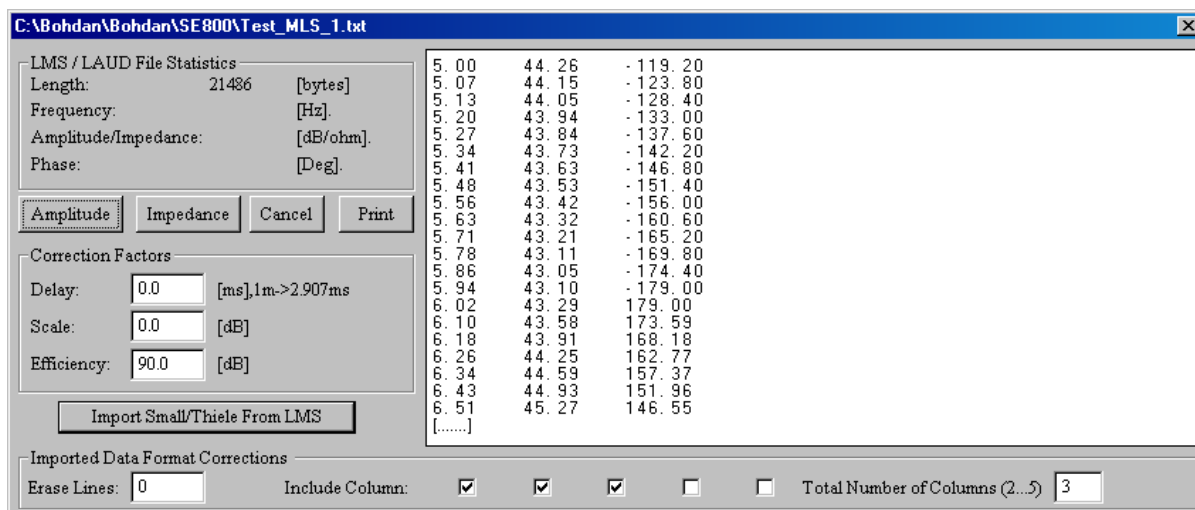 C:\Bohdan\Bohdan\SE800\Test_MLS_1.txt
LMS / LAUD File Statistics
Length: 21486 [bytes]
Frequency: [Hz].
Amplitude/Impedance: [dB/ohm].
Phase: [Deg].
Amplitude Impedance Cancel Print
Correction Factors
Delay: 0.0 [ms],1m->2.907ms
Scale: 0.0 [dB]
Efficiency: 90.0 [dB]
Import Small/Thiele From LMS
5.00 44.26 -119.20
5.07 44.15 -123.80
5.13 44.05 -128.40
5.20 43.94 -133.00
5.27 43.84 -137.60
5.34 43.73 -142.20
5.41 43.63 -146.80
5.48 43.53 -151.40
5.56 43.42 -156.00
5.63 43.32 -160.60
5.71 43.21 -165.20
5.78 43.11 -169.80
5.86 43.05 -174.40
5.94 43.10 -179.00
6.02 43.29 179.00
6.10 43.58 173.59
6.18 43.91 168.18
6.26 44.25 162.77
6.34 44.59 157.37
6.43 44.93 151.96
6.51 45.27 146.55
[.......]
Imported Data Format Corrections
Erase Lines: 0 Include Column: Total Number of Columns (2...5) 3